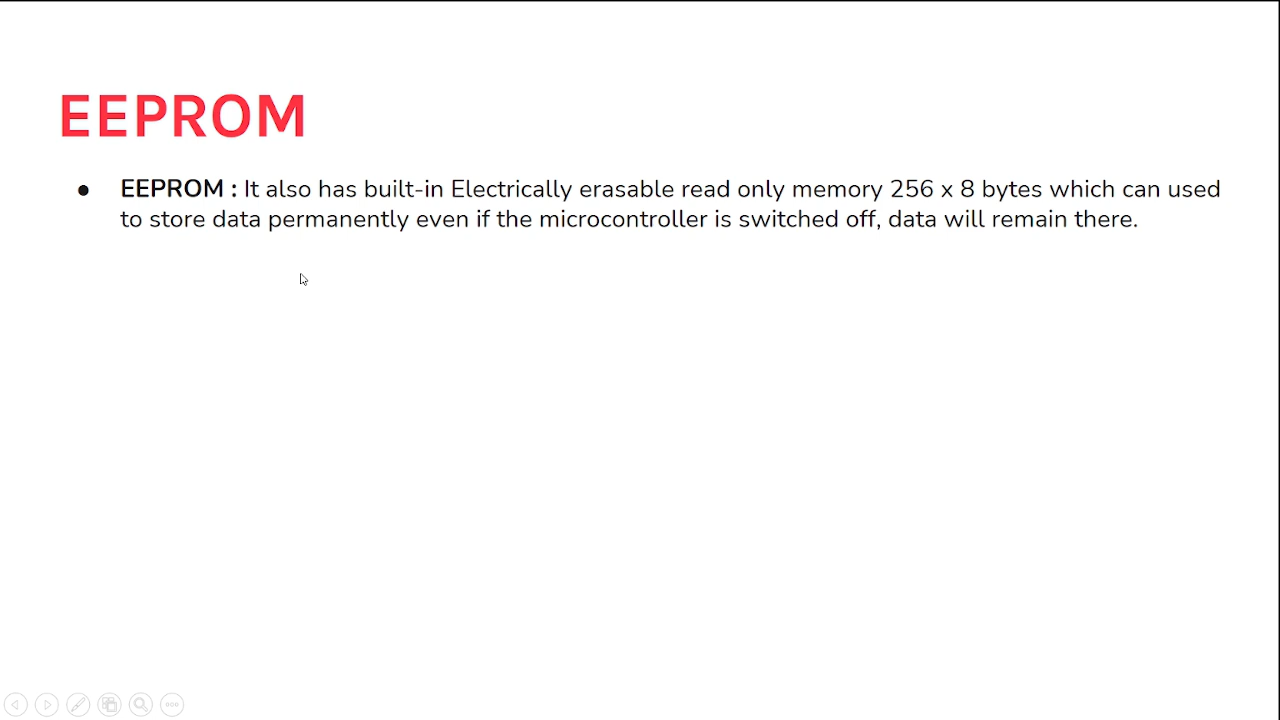 EEPROM
● EEPROM : It also has built-in Electrically erasable read only memory 256 x 8 bytes which can used
to store data permanently even if the microcontroller is switched off, data will remain there.